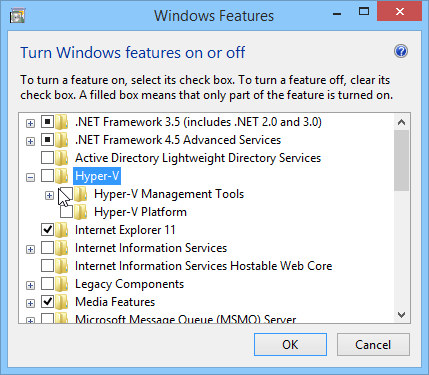 Windows Features
Turn Windows features on or off
To turn a feature on, select its check box. To turn a feature off, clear its
check box. A filled box means that only part of the feature is turned on.
.NET Framework 3.5 (includes .NET 2.0 and 3.0)
.NET Framework 4.5 Advanced Services
Active Directory Lightweight Directory Services
Hyper-V
Hyper-V Management Tools
Hyper-V Platform
Internet Explorer 11
Internet Information Services
Internet Information Services Hostable Web Core
Legacy Components
Media Features
Microsoft Message Queue (MSMQ) Server
OK
Cancel